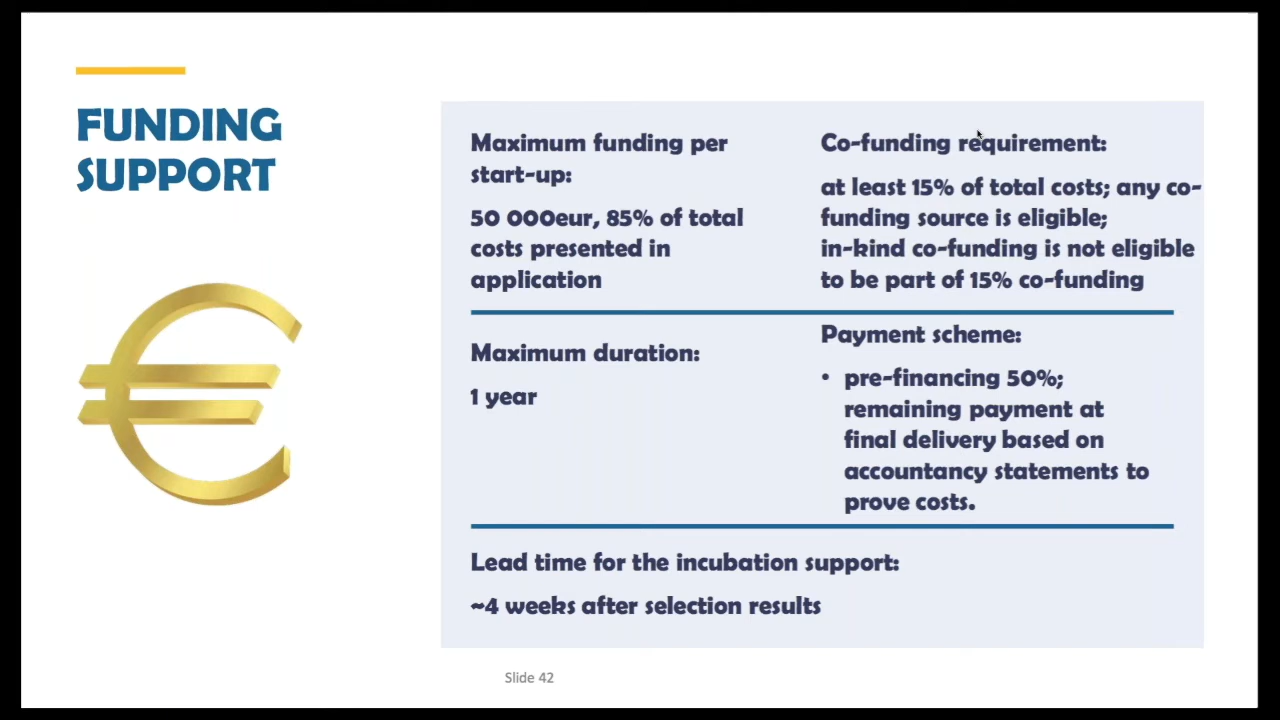 FUNDING
SUPPORT
Maximum funding per
start-up:
50 000eur, 85% of total
costs presented in
application
Co-funding requirement:
at least 15% of total costs; any co-
funding source is eligible;
in-kind co-funding is not eligible
to be part of 15% co-funding
Maximum duration:
1 year
Payment scheme:
• pre-financing 50%;
remaining payment at
final delivery based on
accountancy statements to
prove costs.
Lead time for the incubation support:
~4 weeks after selection results
Slide 42